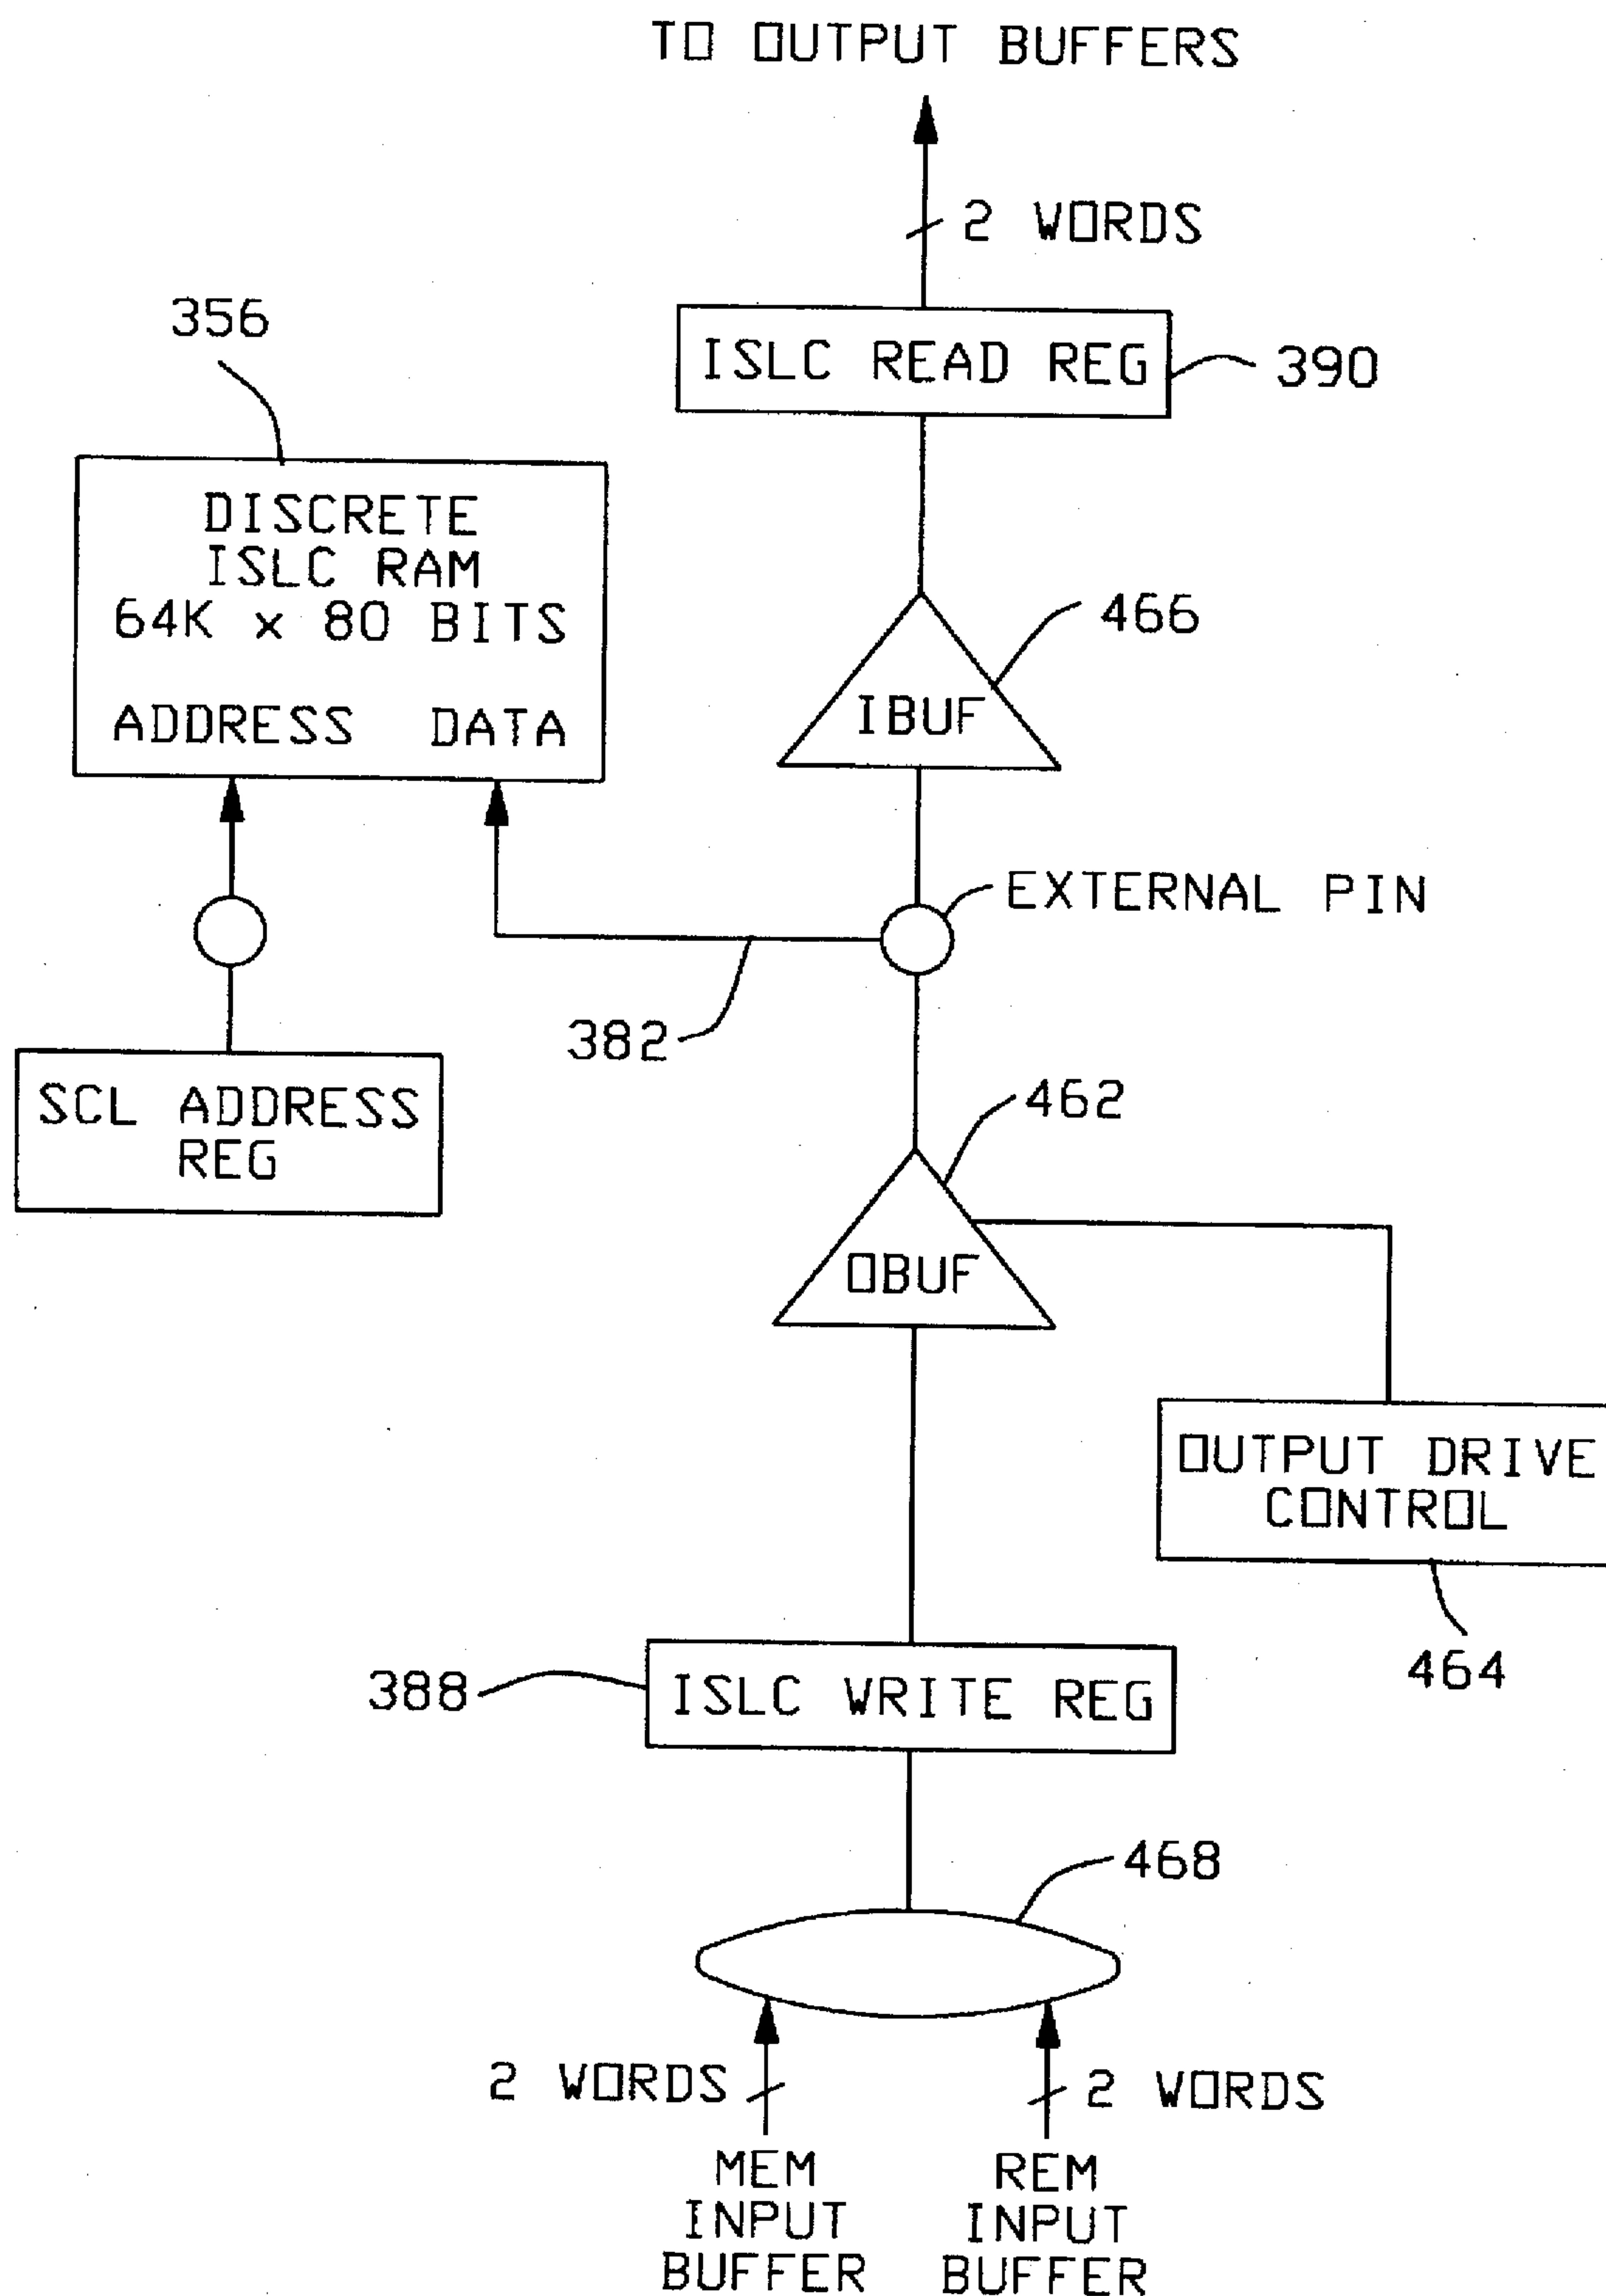 TO OUTPUT BUFFERS
2 WORDS
356
ISLC READ REG
390
DISCRETE
ISLC RAM
64K x 80 BITS
ADDRESS DATA
466
IBUF
EXTERNAL PIN
382
SCL ADDRESS
REG
462
OBUF
OUTPUT DRIVE
CONTROL
464
388
ISLC WRITE REG
468
2 WORDS
2 WORDS
MEM
INPUT
BUFFER
REM
INPUT
BUFFER